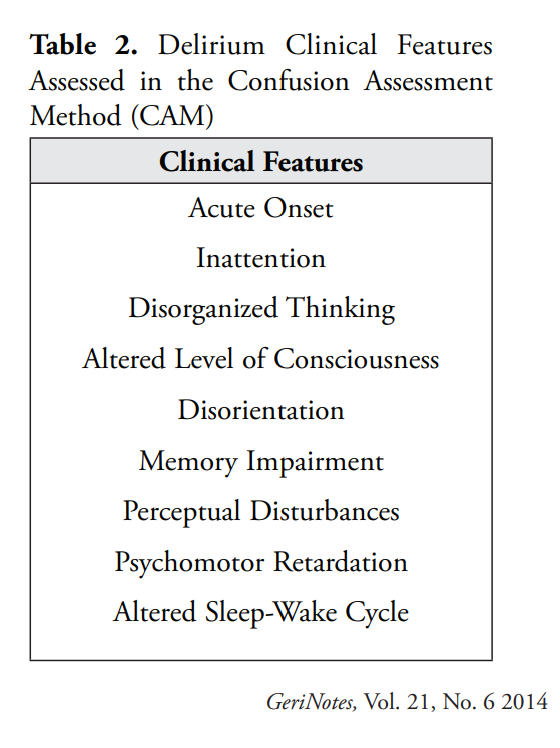 Table 2. Delirium Clinical Features
Assessed in the Confusion Assessment
Method (CAM)
Clinical Features
Acute Onset
Inattention
Disorganized Thinking
Altered Level of Consciousness
Disorientation
Memory Impairment
Perceptual Disturbances
Psychomotor Retardation
Altered Sleep-Wake Cycle
GeriNotes, Vol. 21, No. 6 2014